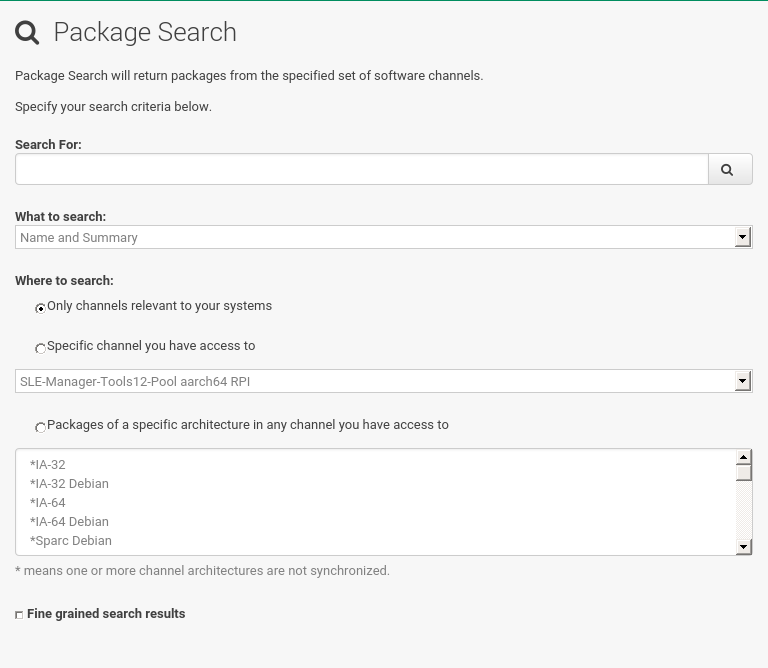 Package Search
Package Search will return packages from the specified set of software channels.
Specify your search criteria below.
Search For:
What to search:
Name and Summary
Where to search:
Only channels relevant to your systems
Specific channel you have access to
SLE-Manager-Tools12-Pool aarch64 RPI
Packages of a specific architecture in any channel you have access to
*IA-32
*IA-32 Debian
*IA-64
*IA-64 Debian
*Sparc Debian
* means one or more channel architectures are not synchronized.
Fine grained search results